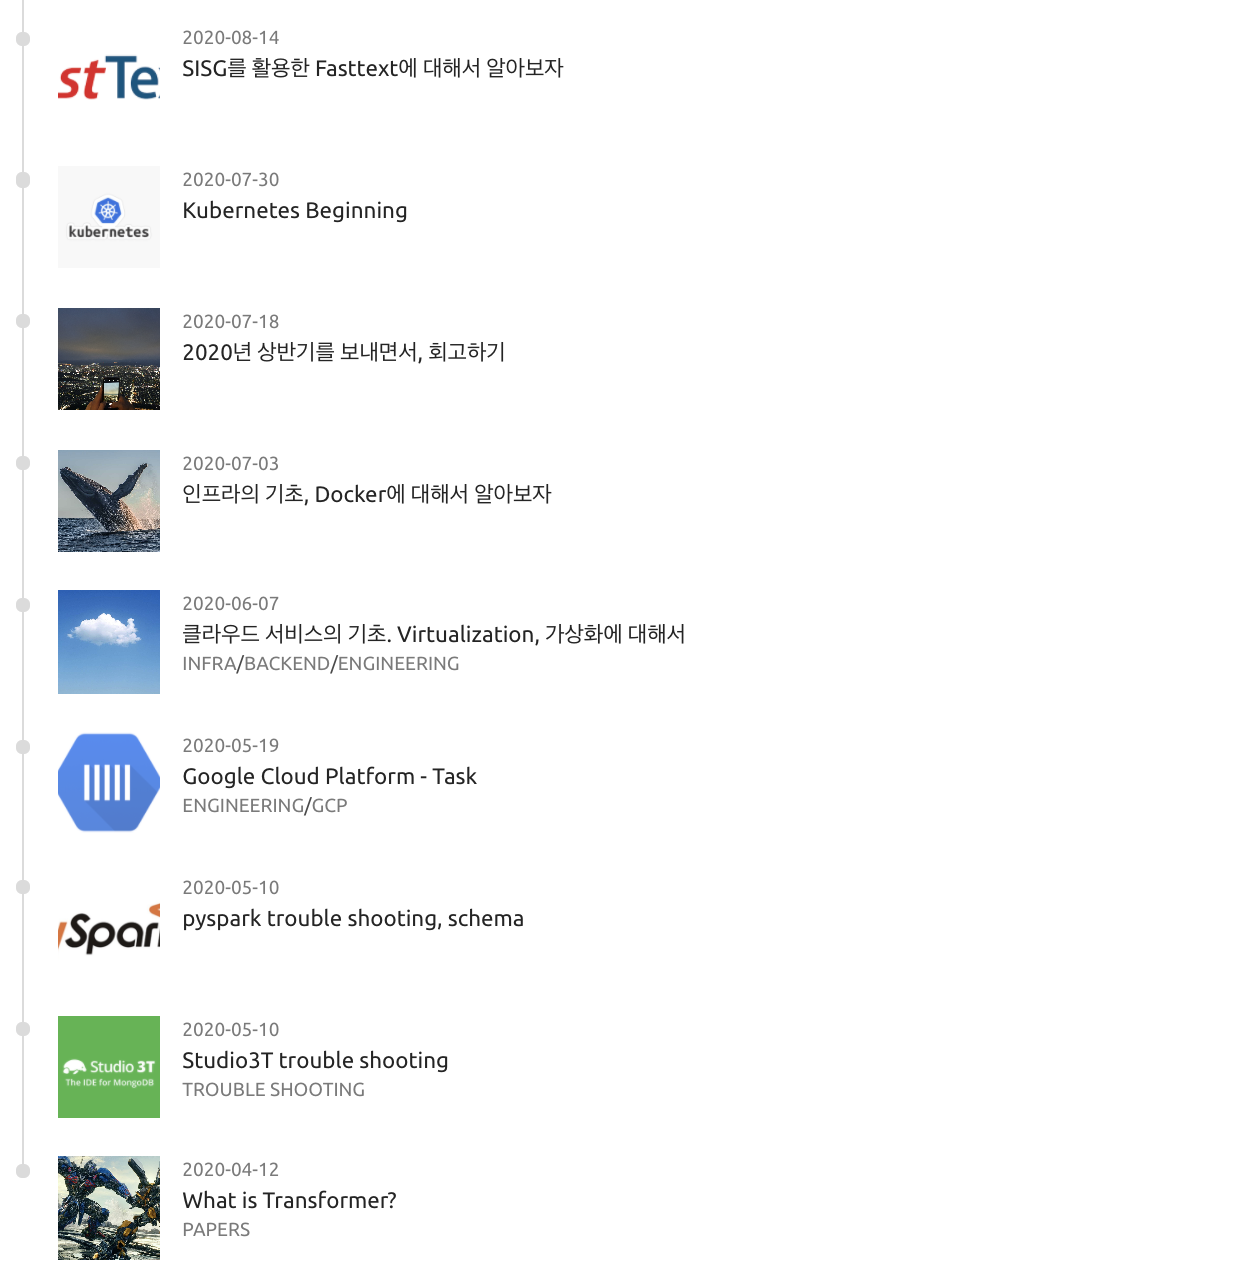 2020-08-14
stTe
SISG를 활용한 Fasttext에 대해서 알아보자
2020-07-30
Kubernetes Beginning
kubernetes
2020-07-18
2020년 상반기를 보내면서, 회고하기
2020-07-03
인프라의 기초, Docker에 대해서 알아보자
2020-06-07
클라우드 서비스의 기초. Virtualization, 가상화에 대해서
INFRA/BACKEND/ENGINEERING
2020-05-19
Google Cloud Platform - Task
ENGINEERING/GCP
2020-05-10
pyspark trouble shooting, schema
Spar
2020-05-10
Studio3T trouble shooting
Studio 3T
The IDE for MongoDB
TROUBLE SHOOTING
2020-04-12
What is Transformer?
PAPERS